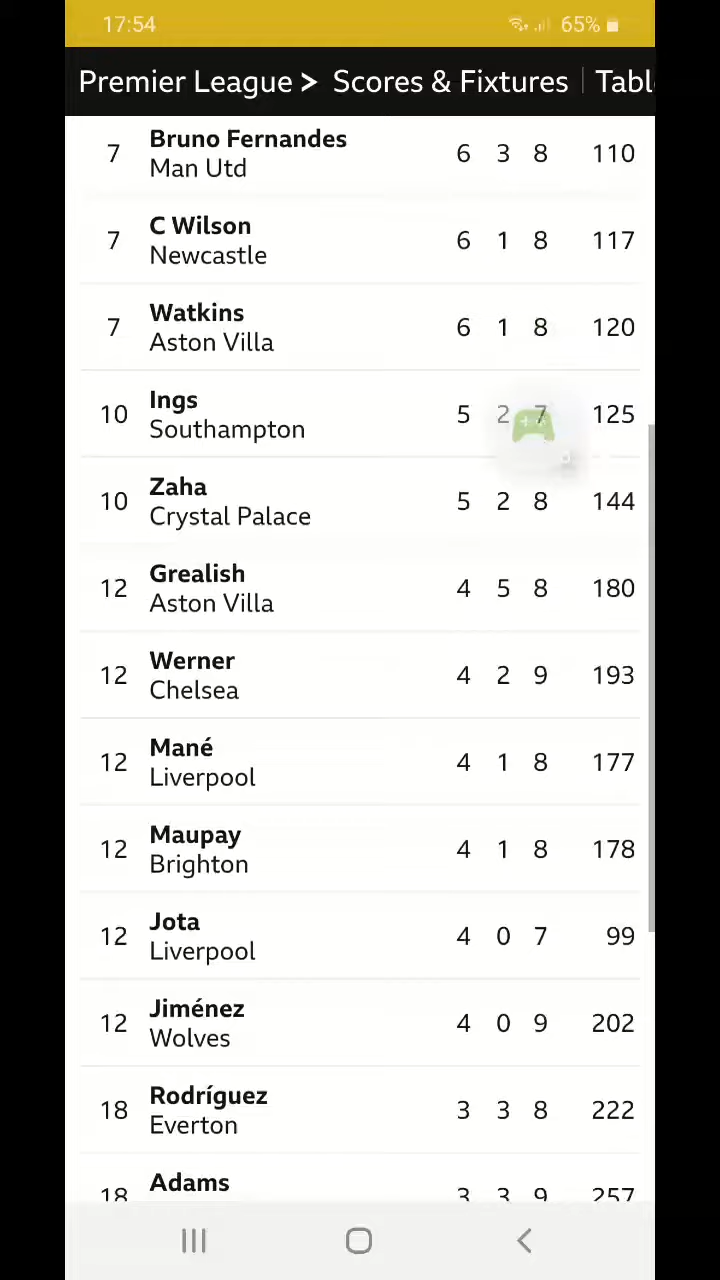 17:54 65%
Premier League > Scores & Fixtures
7 Bruno Fernandes 6 3 8 110
Man Utd
7 C Wilson 6 1 8 117
Newcastle
7 Watkins 6 1 8 120
Aston Villa
10 Ings 5 2 7 125
Southampton
10 Zaha 5 2 8 144
Crystal Palace
12 Grealish 4 5 8 180
Aston Villa
12 Werner 4 2 9 193
Chelsea
12 Mané 4 1 8 177
Liverpool
12 Maupay 4 1 8 178
Brighton
12 Jota 4 0 7 99
Liverpool
12 Jiménez 4 0 9 202
Wolves
18 Rodríguez 3 3 8 222
Everton
18 Adams 3 3 9 257